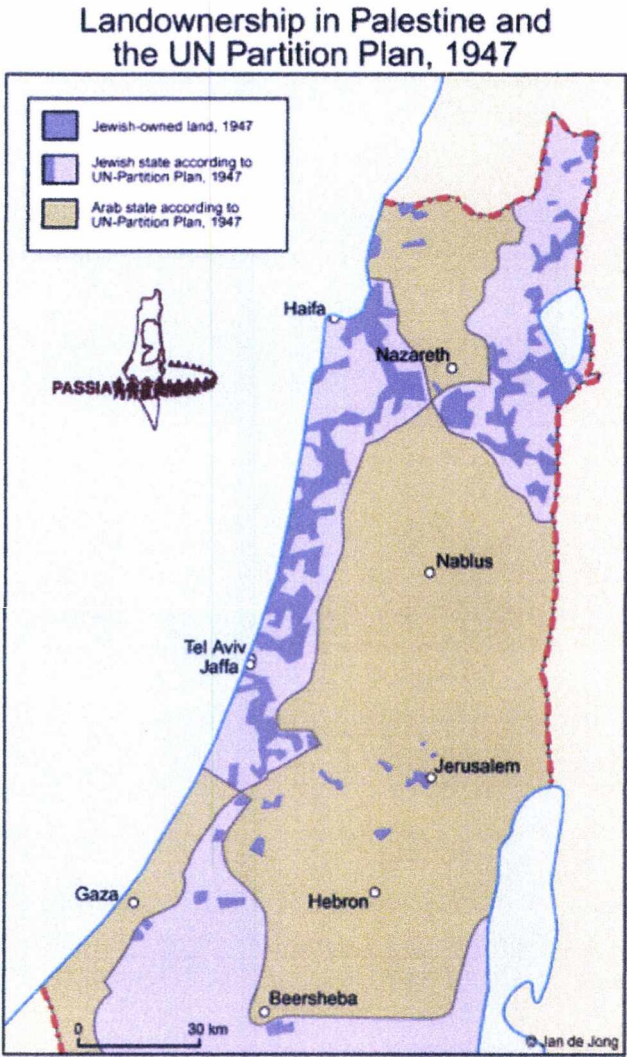 Landownership in Palestine and
the UN Partition Plan, 1947
Jewish-owned land, 1947
Jewish state according to
UN-Partition Plan, 1947
Arab state according to
UN-Partition Plan, 1947
Haifa
Nazareth
PASSIA
Nablus
Tel Aviv
Jaffa
Jerusalem
Gaza
Hebron
Beersheba
0 30 km
© Jan de Jong